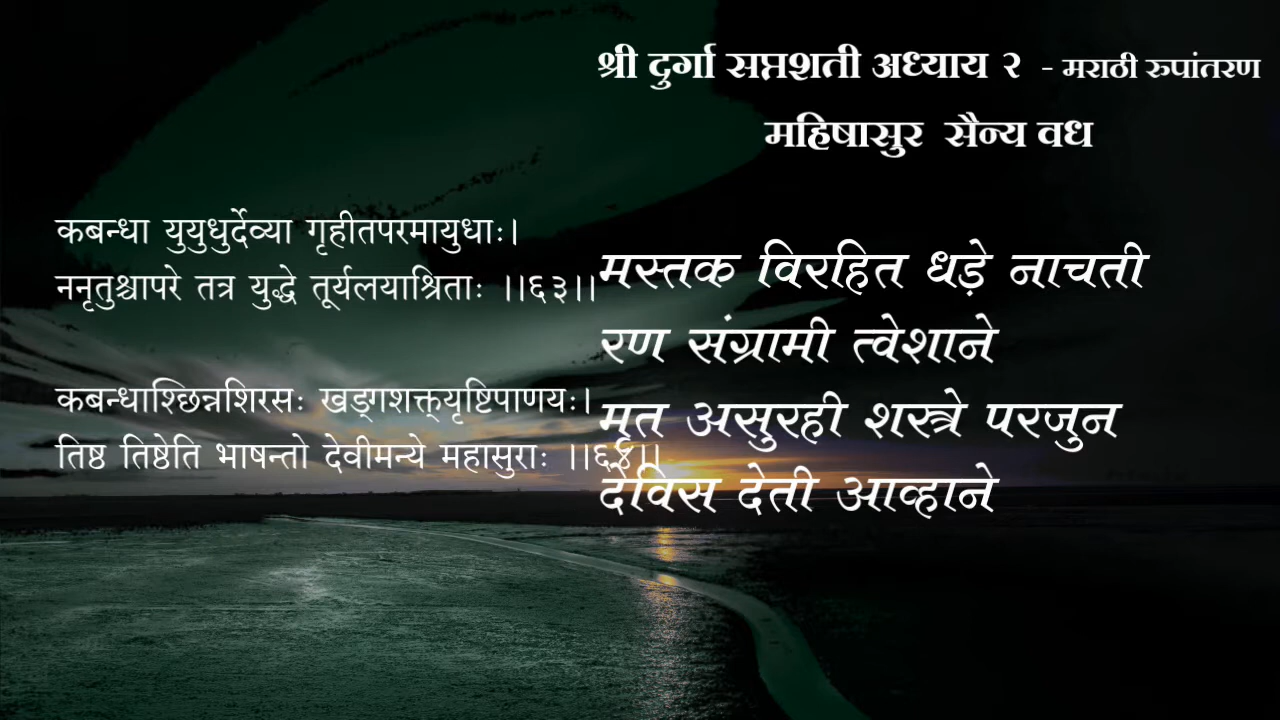 श्री दुर्गा सप्तशती अध्याय २ - मराठी रुपांतरण
महिषासुर सैन्य वध
कबन्धा युयुधुर्देव्या गृहीतपरमायुधाः।
ननृतुश्चापरे तत्र युद्धे तूर्यलयाश्रिताः ।।६३।।
कबन्धाश्छिन्नशिरसः खड्गशक्त्यृष्टिपाणयः।
तिष्ठ तिष्ठेति भाषन्तो देवीमन्ये महासुराः ।।६४।।
मस्तक विरहित धड़े नाचती
रण संग्रामी त्वेशाने
मृत असुरही शस्त्रे परजुन
देविस देती आव्हाने